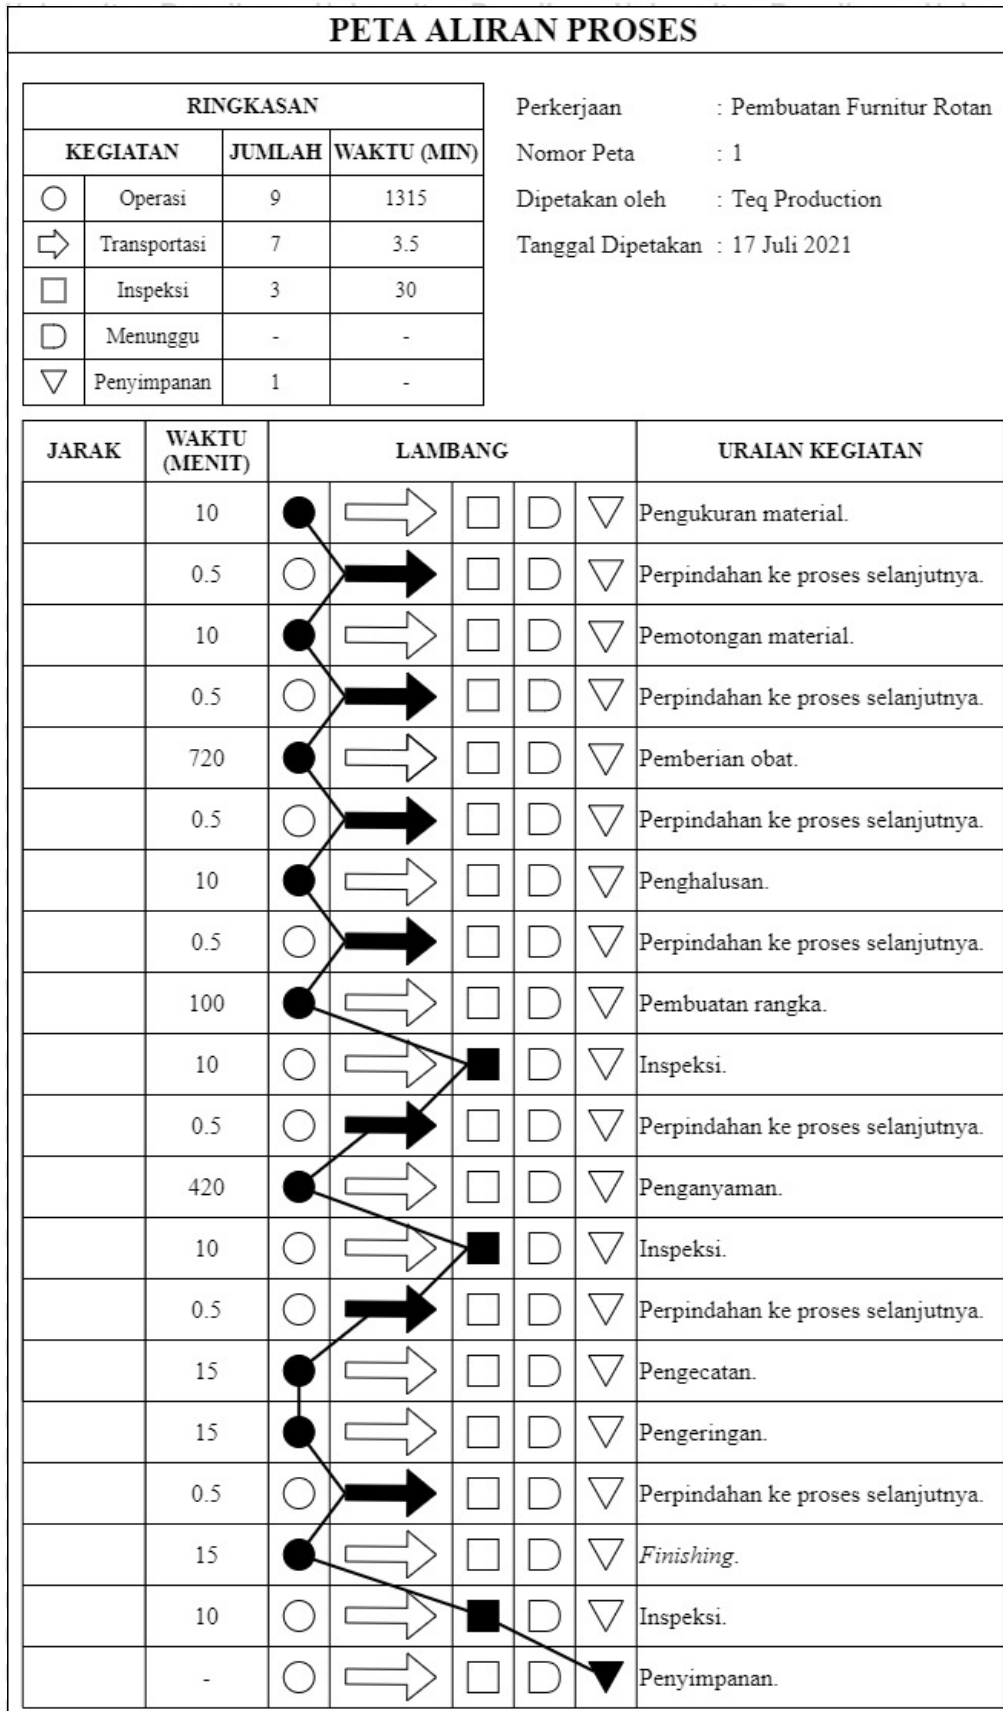 PETA ALIRAN PROSES
RINGKASAN
KEGIATAN JUMLAH WAKTU (MIN)
Operasi 9 1315
Transportasi 7 3.5
Inspeksi 3 30
Menunggu - -
Penyimpanan 1 -
Perkerjaan : Pembuatan Furnitur Rotan
Nomor Peta : 1
Dipetakan oleh : Teq Production
Tanggal Dipetakan : 17 Juli 2021
JARAK WAKTU (MENIT) LAMBANG URAIAN KEGIATAN
10 Pengukuran material.
0.5 Perpindahan ke proses selanjutnya.
10 Pemotongan material.
0.5 Perpindahan ke proses selanjutnya.
720 Pemberian obat.
0.5 Perpindahan ke proses selanjutnya.
10 Penghalusan.
0.5 Perpindahan ke proses selanjutnya.
100 Pembuatan rangka.
10 Inspeksi.
0.5 Perpindahan ke proses selanjutnya.
420 Penganyaman.
10 Inspeksi.
0.5 Perpindahan ke proses selanjutnya.
15 Pengecatan.
15 Pengeringan.
0.5 Perpindahan ke proses selanjutnya.
15 Finishing.
10 Inspeksi.
- Penyimpanan.